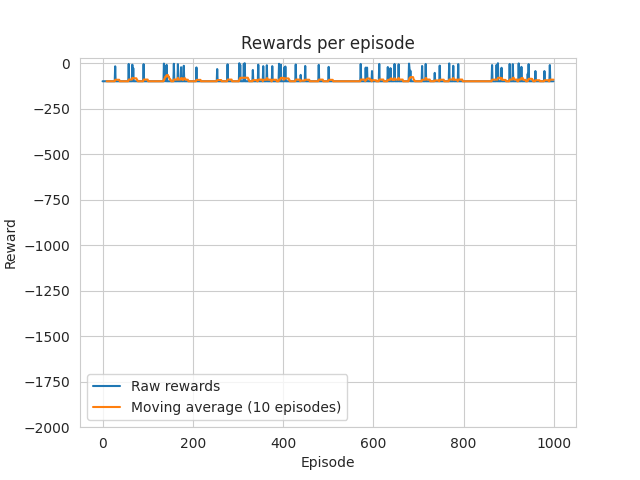 Rewards per episode
0
−250
−500
−750
−1000
−1250
−1500
−1750
−2000
Reward
Raw rewards
Moving average (10 episodes)
0 200 400 600 800 1000
Episode